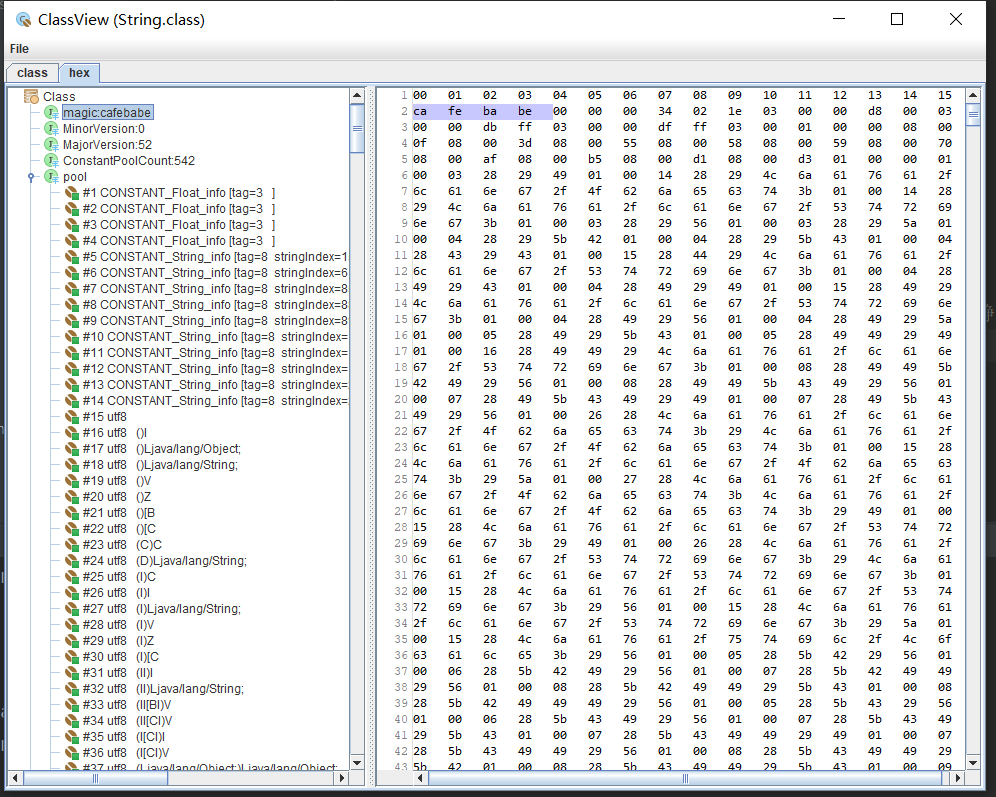 ClassView (String.class)
File
class hex
Class
magic:cafebabe
MinorVersion:0
MajorVersion:52
ConstantPoolCount:542
pool
#1 CONSTANT_Float_info [tag=3 ]
#2 CONSTANT_Float_info [tag=3 ]
#3 CONSTANT_Float_info [tag=3 ]
#4 CONSTANT_Float_info [tag=3 ]
#5 CONSTANT_String_info [tag=8 stringIndex=1
#6 CONSTANT_String_info [tag=8 stringIndex=6
#7 CONSTANT_String_info [tag=8 stringIndex=8
#8 CONSTANT_String_info [tag=8 stringIndex=8
#9 CONSTANT_String_info [tag=8 stringIndex=8
#10 CONSTANT_String_info [tag=8 stringIndex=
#11 CONSTANT_String_info [tag=8 stringIndex=
#12 CONSTANT_String_info [tag=8 stringIndex=
#13 CONSTANT_String_info [tag=8 stringIndex=
#14 CONSTANT_String_info [tag=8 stringIndex=
#15 utf8
#16 utf8 ()I
#17 utf8 ()Ljava/lang/Object;
#18 utf8 ()Ljava/lang/String;
#19 utf8 ()V
#20 utf8 ()Z
#21 utf8 ()[B
#22 utf8 ()[C
#23 utf8 (C)C
#24 utf8 (D)Ljava/lang/String;
#25 utf8 (I)C
#26 utf8 (I)I
#27 utf8 (I)Ljava/lang/String;
#28 utf8 (I)V
#29 utf8 (I)Z
#30 utf8 (I)[C
#31 utf8 (II)I
#32 utf8 (II)Ljava/lang/String;
#33 utf8 (II[BI)V
#34 utf8 (II[CI)V
#35 utf8 (I[CI)I
#36 utf8 (I[CI)V
#37 utf8 (Ljava/lang/Object;)Ljava/lang/Object;
1 00 01 02 03 04 05 06 07 08 09 10 11 12 13 14 15
2 ca fe ba be 00 00 00 34 02 1e 03 00 00 d8 00 03
3 00 00 db ff 03 00 00 df ff 03 00 01 00 00 08 00
4 0f 08 00 3d 08 00 55 08 00 58 08 00 59 08 00 70
5 08 00 af 08 00 b5 08 00 d1 08 00 d3 01 00 00 01
6 00 03 28 29 49 01 00 14 28 29 4c 6a 61 76 61 2f
7 6c 61 6e 67 2f 4f 62 6a 65 63 74 3b 01 00 14 28
8 29 4c 6a 61 76 61 2f 6c 61 6e 67 2f 53 74 72 69
9 6e 67 3b 01 00 03 28 29 56 01 00 03 28 29 5a 01
10 00 04 28 29 5b 42 01 00 04 28 29 5b 43 01 00 04
11 28 43 29 43 01 00 15 28 44 29 4c 6a 61 76 61 2f
12 6c 61 6e 67 2f 53 74 72 69 6e 67 3b 01 00 04 28
13 49 29 43 01 00 04 28 49 29 49 01 00 15 28 49 29
14 4c 6a 61 76 61 2f 6c 61 6e 67 2f 53 74 72 69 6e
15 67 3b 01 00 04 28 49 29 56 01 00 04 28 49 29 5a
16 01 00 05 28 49 29 5b 43 01 00 05 28 49 49 29 49
17 01 00 16 28 49 49 29 4c 6a 61 76 61 2f 6c 61 6e
18 67 2f 53 74 72 69 6e 67 3b 01 00 08 28 49 49 5b
19 42 49 29 56 01 00 08 28 49 49 5b 43 49 29 56 01
20 00 07 28 49 5b 43 49 29 49 01 00 07 28 49 5b 43
21 49 29 56 01 00 26 28 4c 6a 61 76 61 2f 6c 61 6e
22 67 2f 4f 62 6a 65 63 74 3b 29 4c 6a 61 76 61 2f
23 6c 61 6e 67 2f 4f 62 6a 65 63 74 3b 01 00 15 28
24 4c 6a 61 76 61 2f 6c 61 6e 67 2f 4f 62 6a 65 63
25 74 3b 29 5a 01 00 27 28 4c 6a 61 76 61 2f 6c 61
26 6e 67 2f 4f 62 6a 65 63 74 3b 4c 6a 61 76 61 2f
27 6c 61 6e 67 2f 4f 62 6a 65 63 74 3b 29 49 01 00
28 15 28 4c 6a 61 76 61 2f 6c 61 6e 67 2f 53 74 72
29 69 6e 67 3b 29 49 01 00 26 28 4c 6a 61 76 61 2f
30 6c 61 6e 67 2f 53 74 72 69 6e 67 3b 29 4c 6a 61
31 76 61 2f 6c 61 6e 67 2f 53 74 72 69 6e 67 3b 01
32 00 15 28 4c 6a 61 76 61 2f 6c 61 6e 67 2f 53 74
33 72 69 6e 67 3b 29 56 01 00 15 28 4c 6a 61 76 61
34 2f 6c 61 6e 67 2f 53 74 72 69 6e 67 3b 29 5a 01
35 00 15 28 4c 6a 61 76 61 2f 75 74 69 6c 2f 4c 6f
36 63 61 6c 65 3b 29 56 01 00 05 28 5b 42 29 56 01
37 00 06 28 5b 42 49 29 56 01 00 07 28 5b 42 49 49
38 29 56 01 00 08 28 5b 42 49 49 29 5b 43 01 00 08
39 28 5b 42 49 49 49 29 56 01 00 05 28 5b 43 29 56
40 01 00 06 28 5b 43 49 29 56 01 00 07 28 5b 43 49
41 29 5b 43 01 00 07 28 5b 43 49 49 29 49 01 00 07
42 28 5b 43 49 49 29 56 01 00 08 28 5b 43 49 49 29
43 5b 42 01 00 08 28 5b 43 49 49 29 5b 43 01 00 09